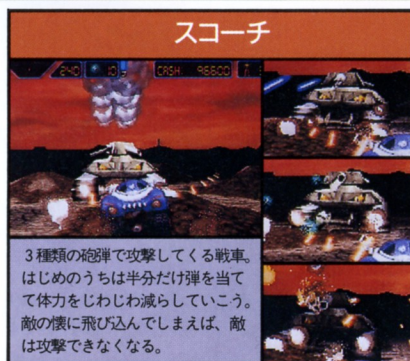 スコーチ
240
CASH: 96600
3種類の砲弾で攻撃してくる戦車。
はじめのうちは半分だけ弾を当て
て体力をじわじわ減らしていこう。
敵の懐に飛び込んでしまえば、敵
は攻撃できなくなる。